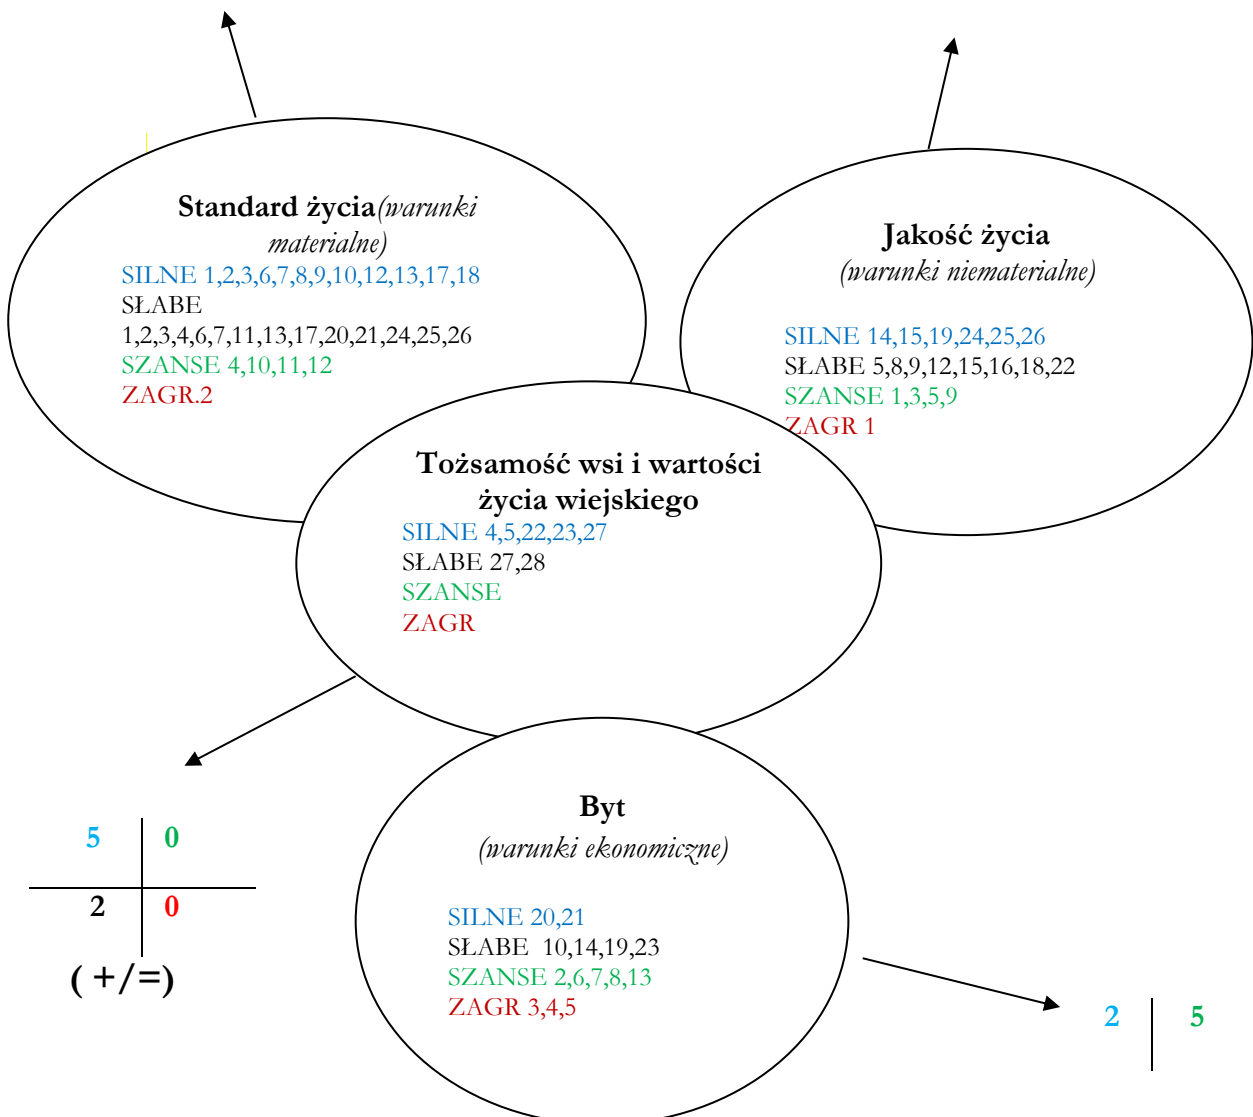 Standard życia(warunki
materialne)
SILNE 1,2,3,6,7,8,9,10,12,13,17,18
SŁABE
1,2,3,4,6,7,11,13,17,20,21,24,25,26
SZANSE 4,10,11,12
ZAGR.2
Jakość życia
(warunki niematerialne)
SILNE 14,15,19,24,25,26
SŁABE 5,8,9,12,15,16,18,22
SZANSE 1,3,5,9
ZAGR 1
Tożsamość wsi i wartości
życia wiejskiego
SILNE 4,5,22,23,27
SŁABE 27,28
SZANSE
ZAGR
5 0
2 0
( +/=)
Byt
(warunki ekonomiczne)
SILNE 20,21
SŁABE 10,14,19,23
SZANSE 2,6,7,8,13
ZAGR 3,4,5
2 5